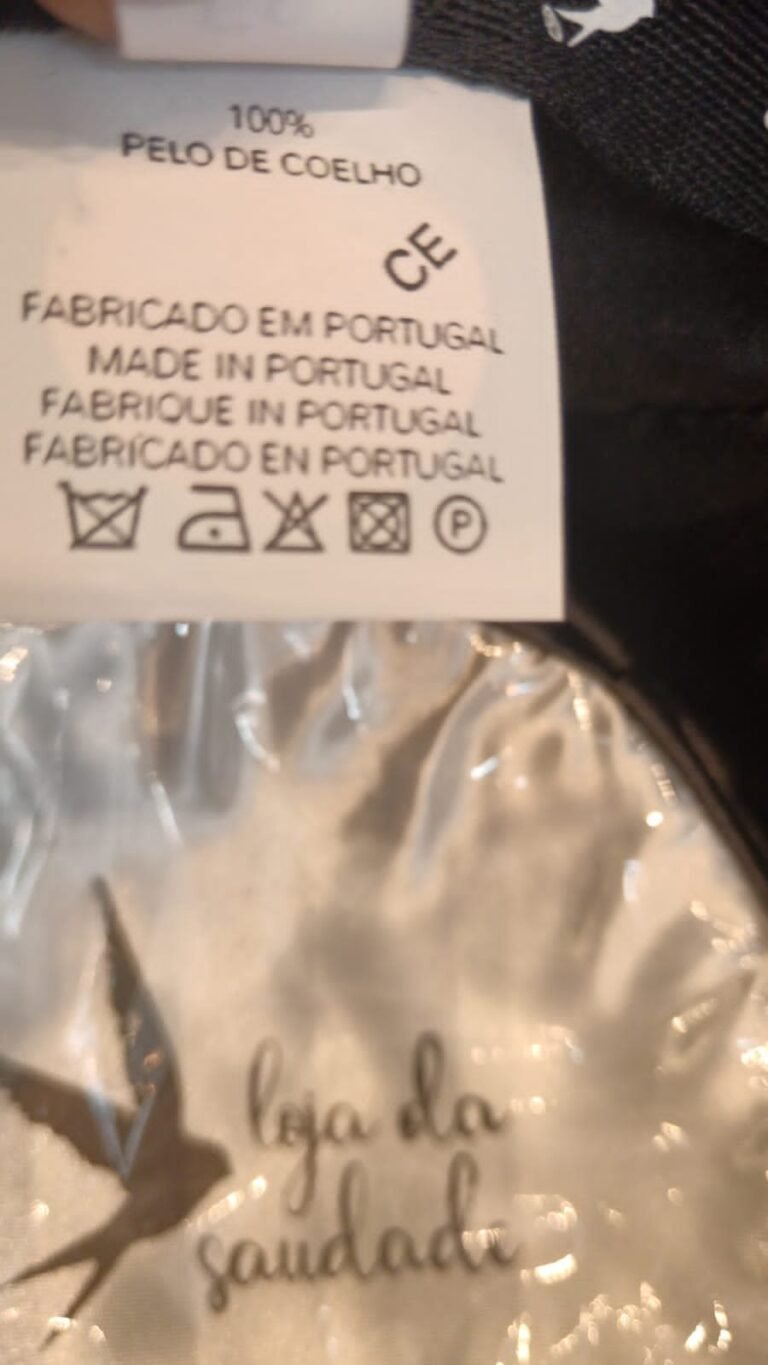 100%
PELO DE COELHO
CE
FABRICADO EM PORTUGAL
MADE IN PORTUGAL
FABRIQUE IN PORTUGAL
FABRICADO EN PORTUGAL
P
loja da
saudade